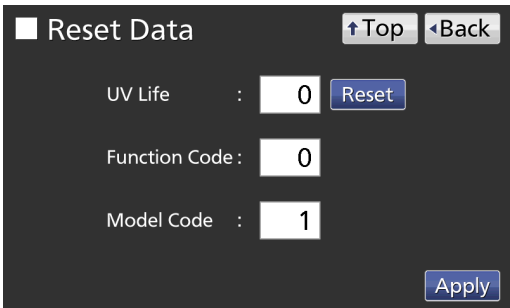 Reset Data
Top
Back
UV Life : 0 Reset
Function Code : 0
Model Code : 1
Apply